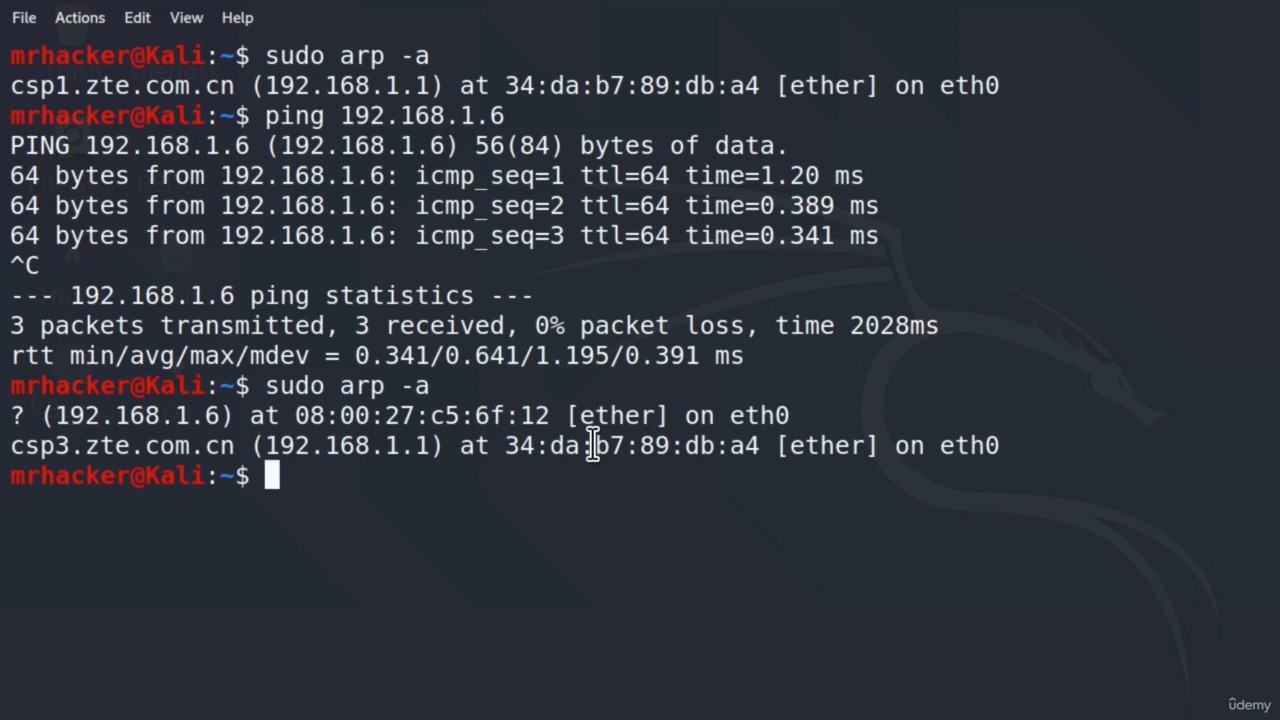 File Actions Edit View Help
mrhacker@Kali:~$ sudo arp -a
csp1.zte.com.cn (192.168.1.1) at 34:da:b7:89:db:a4 [ether] on eth0
mrhacker@Kali:~$ ping 192.168.1.6
PING 192.168.1.6 (192.168.1.6) 56(84) bytes of data.
64 bytes from 192.168.1.6: icmp_seq=1 ttl=64 time=1.20 ms
64 bytes from 192.168.1.6: icmp_seq=2 ttl=64 time=0.389 ms
64 bytes from 192.168.1.6: icmp_seq=3 ttl=64 time=0.341 ms
^C
--- 192.168.1.6 ping statistics ---
3 packets transmitted, 3 received, 0% packet loss, time 2028ms
rtt min/avg/max/mdev = 0.341/0.641/1.195/0.391 ms
mrhacker@Kali:~$ sudo arp -a
? (192.168.1.6) at 08:00:27:c5:6f:12 [ether] on eth0
csp3.zte.com.cn (192.168.1.1) at 34:da:b7:89:db:a4 [ether] on eth0
mrhacker@Kali:~$
ûdemy